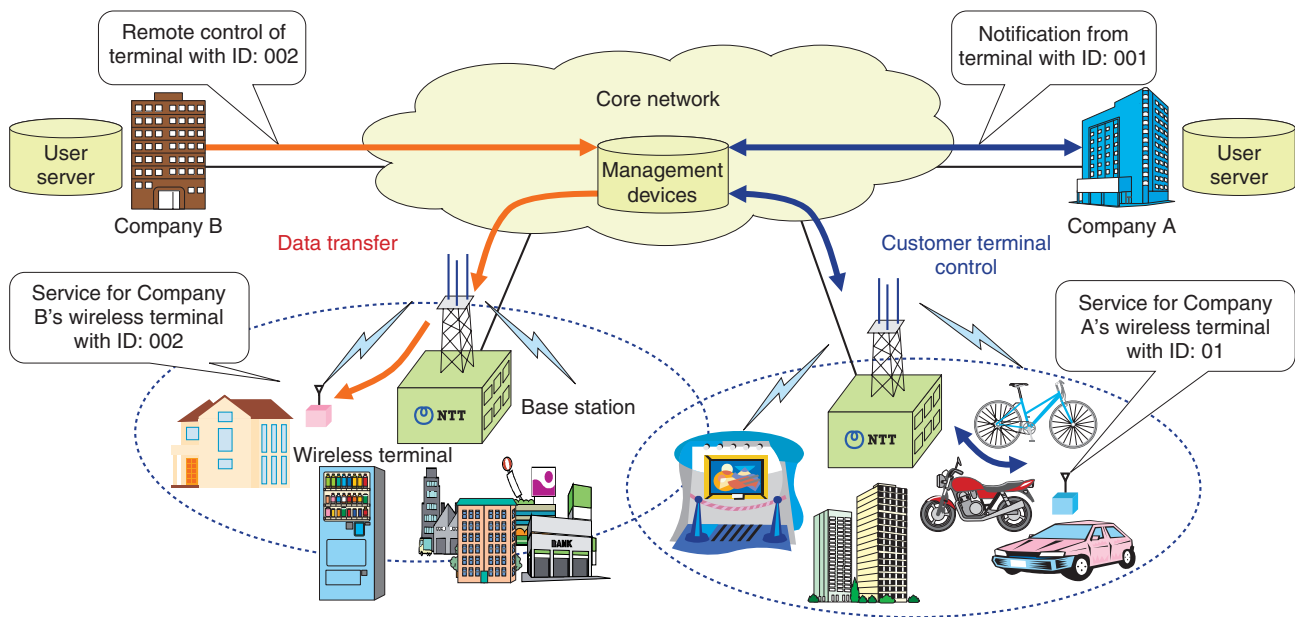 Remote control of
terminal with ID: 002
Notification from
terminal with ID: 001
Core network
User
server
Management
devices
User
server
Company B
Company A
Data transfer
Customer terminal
control
Service for Company
B's wireless terminal
with ID: 002
Service for Company
A's wireless terminal
with ID: 01
NTT
Base station
NTT
Wireless terminal
BANK